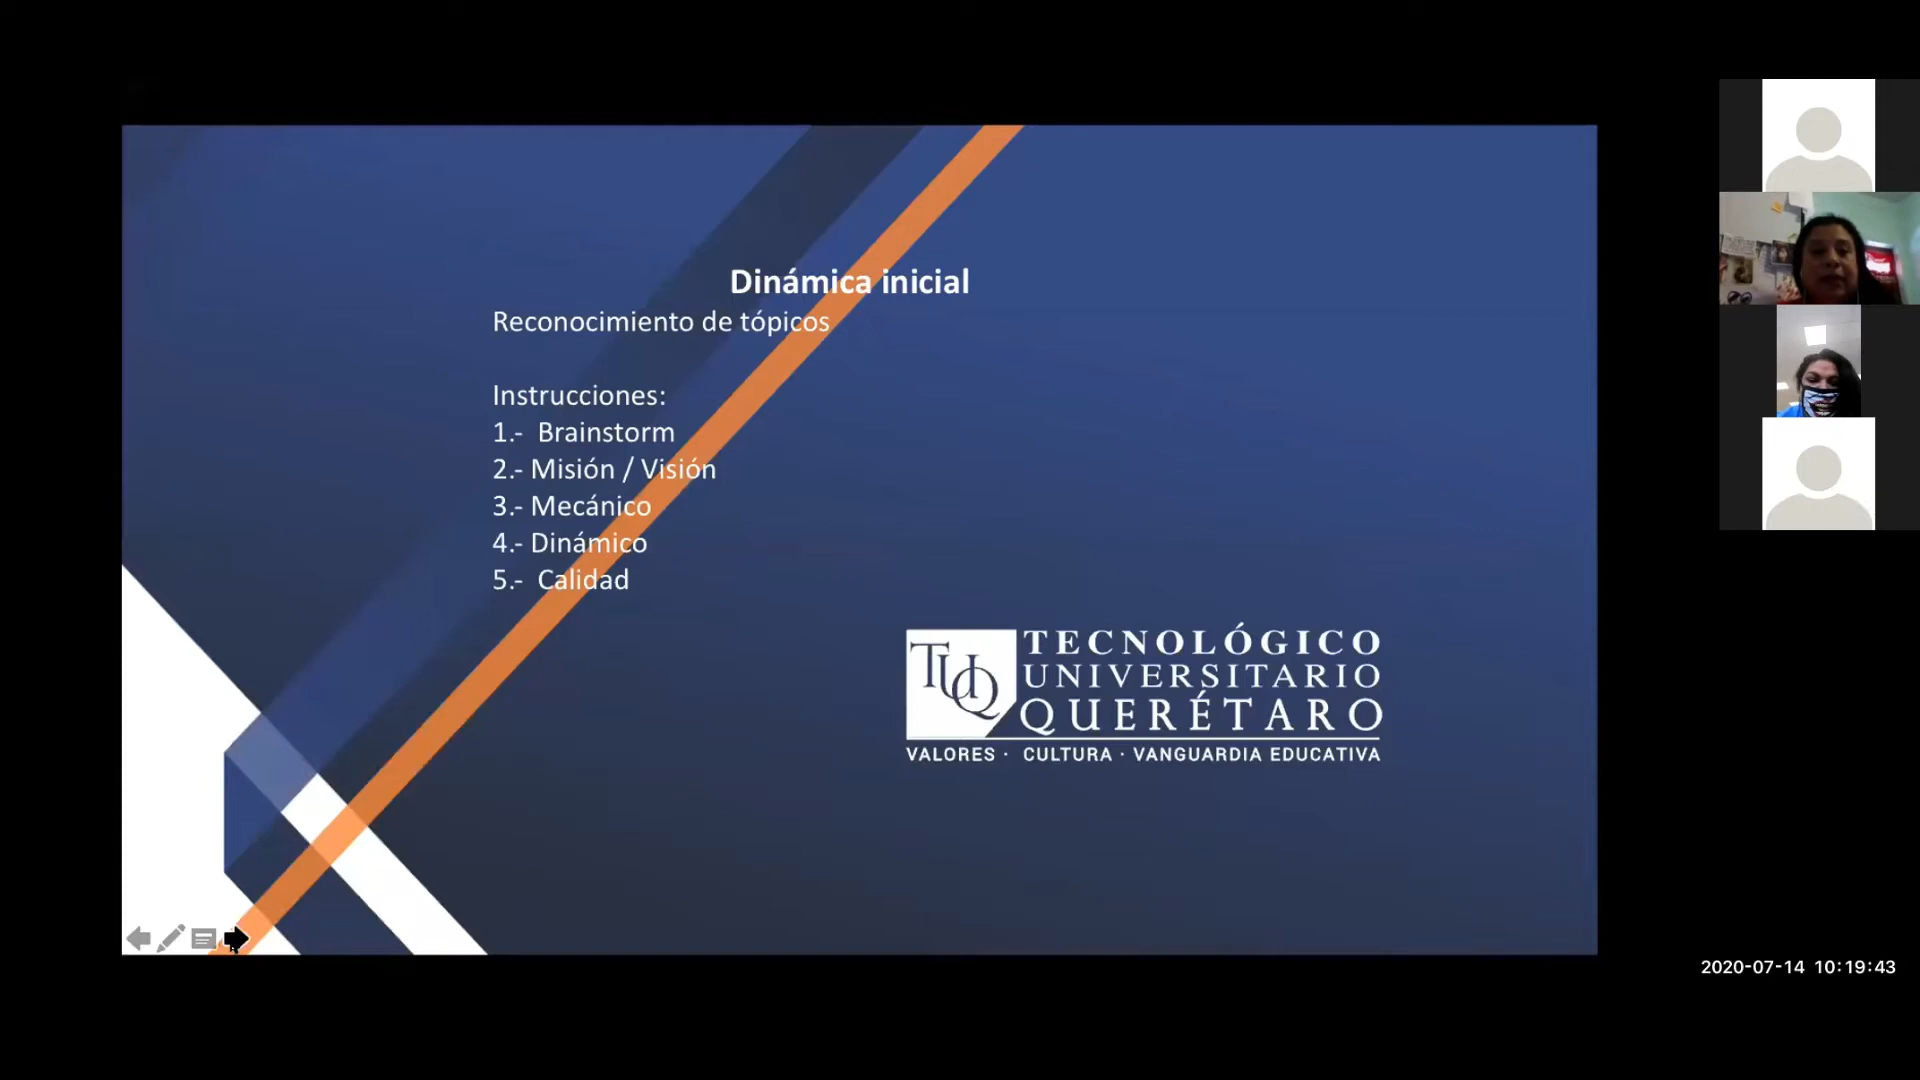 Dinámica inicial
Reconocimiento de tópicos
Instrucciones:
1.-  Brainstorm
2.- Misión / Visión
3.- Mecánico
4.- Dinámico
5.-  Calidad
TUQ
TECNOLÓGICO
UNIVERSITARIO
QUERÉTARO
VALORES · CULTURA · VANGUARDIA EDUCATIVA
2020-07-14 10:19:43